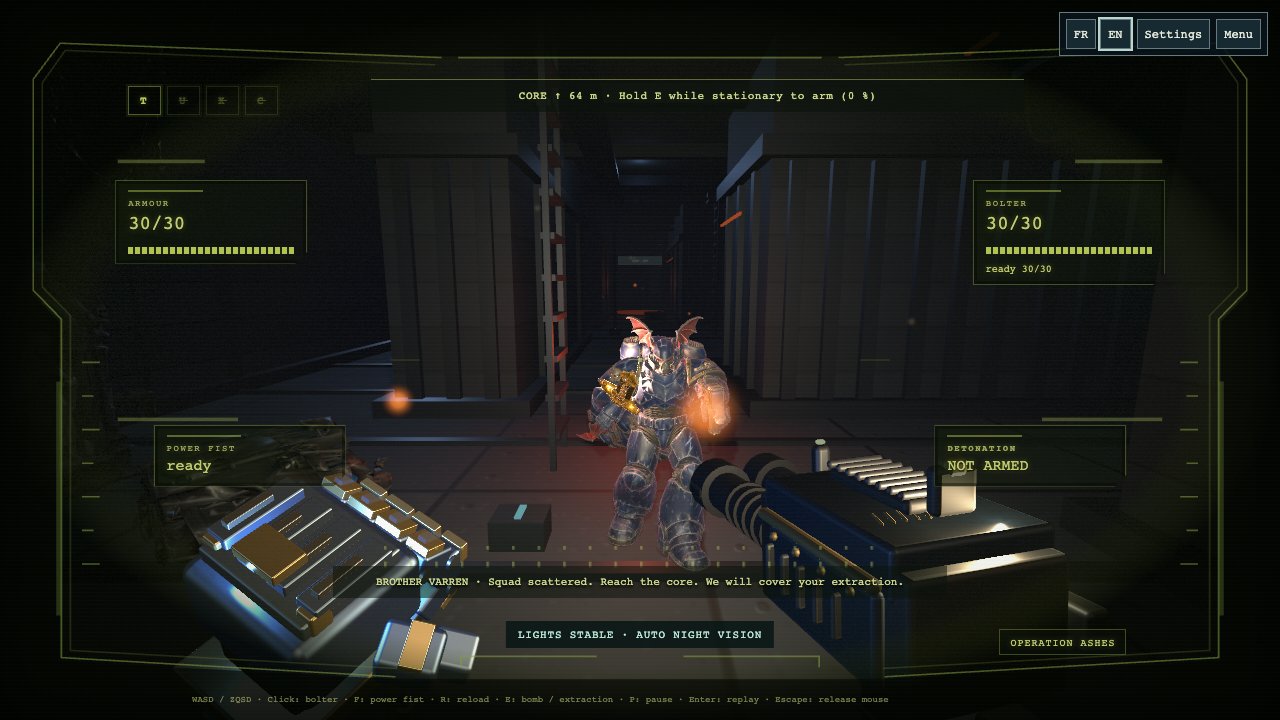 FR EN Settings Menu
T U X C
CORE ↑ 64 m · Hold E while stationary to arm (0 %)
ARMOUR
30/30
BOLTER
30/30
ready 30/30
POWER FIST
ready
DETONATION
NOT ARMED
BROTHER VARREN · Squad scattered. Reach the core. We will cover your extraction.
LIGHTS STABLE · AUTO NIGHT VISION
OPERATION ASHES
WASD / ZQSD · Click: bolter · F: power fist · R: reload · E: bomb / extraction · P: pause · Enter: replay · Escape: release mouse